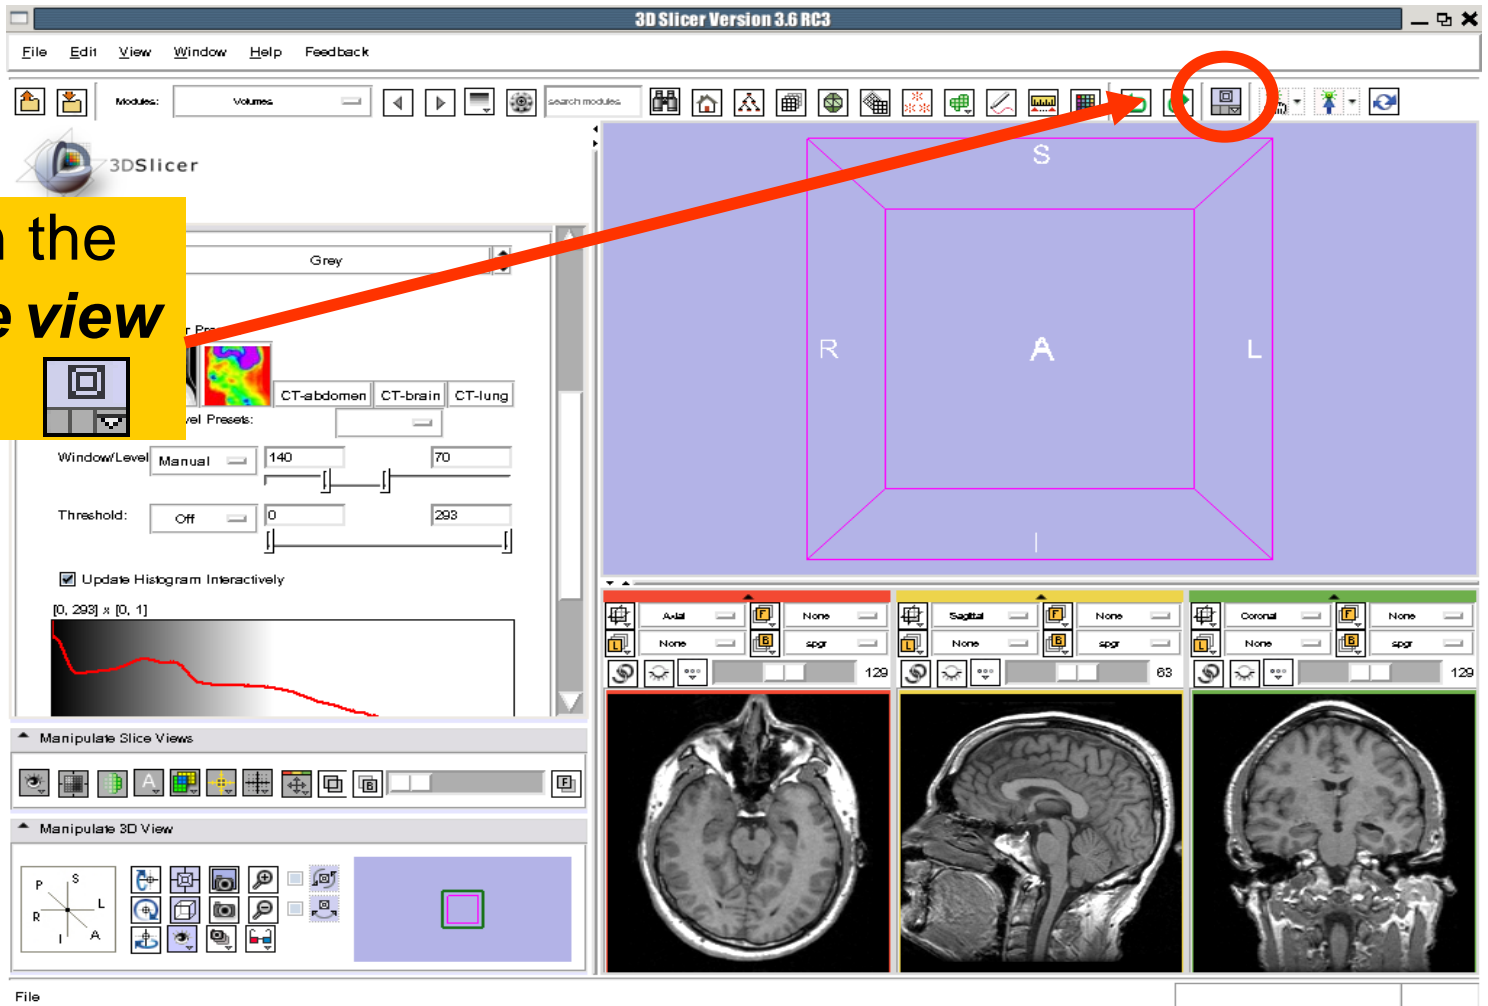 3D Slicer Version 3.6 RC3
File Edit View Window Help Feedback
Modules: Volumes search modules
3DSlicer
the
view
Grey
CT-abdomen CT-brain CT-lung
Presets:
Window/Level Manual 140 70
Threshold: Off 0 293
Update Histogram Interactively
[0, 293] x [0, 1]
Manipulate Slice Views
A B F
Manipulate 3D View
P S
R L
I A
S
R A L
I
Axial F None
L None B spgr
129
Sagittal F None
L None B spgr
63
Coronal F None
L None B spgr
129
File